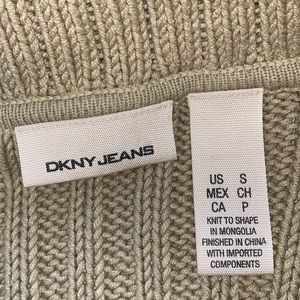 DKNY JEANS
US S
MEX CH
CA P
KNIT TO SHAPE
IN MONGOLIA
FINISHED IN CHINA
WITH IMPORTED
COMPONENTS